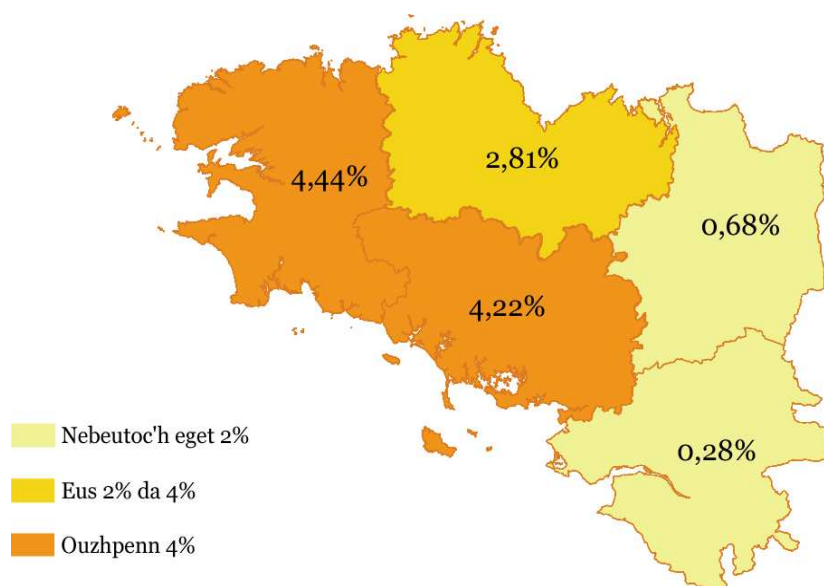 2,81%
4,44%
0,68%
4,22%
Nebeutoc'h eget 2%
0,28%
Eus 2% da 4%
Ouzhpenn 4%